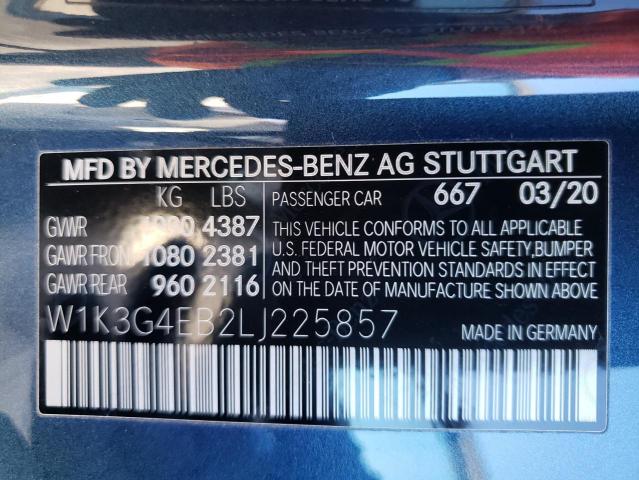 MFD BY MERCEDES-BENZ AG STUTTGART
KG LBS
PASSENGER CAR 667 03/20
GVWR 4387
GAWR FRONT 1080 2381
GAWR REAR 960 2116
THIS VEHICLE CONFORMS TO ALL APPLICABLE
U.S. FEDERAL MOTOR VEHICLE SAFETY,BUMPER
AND THEFT PREVENTION STANDARDS IN EFFECT
ON THE DATE OF MANUFACTURE SHOWN ABOVE
W1K3G4EB2LJ225857
MADE IN GERMANY